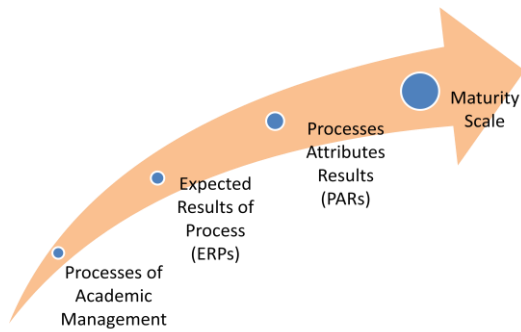 Processes of
Academic
Management
Expected
Results of
Process
(ERPs)
Processes
Attributes
Results
(PARs)
Maturity
Scale